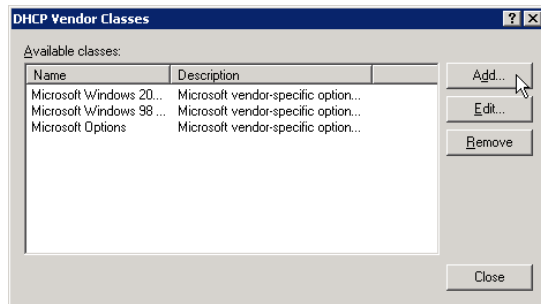 DHCP Vendor Classes
Available classes:
Name Description
Add...
Microsoft Windows 20... Microsoft vendor-specific option...
Microsoft Windows 98 ... Microsoft vendor-specific option...
Edit...
Microsoft Options Microsoft vendor-specific option...
Remove
Close